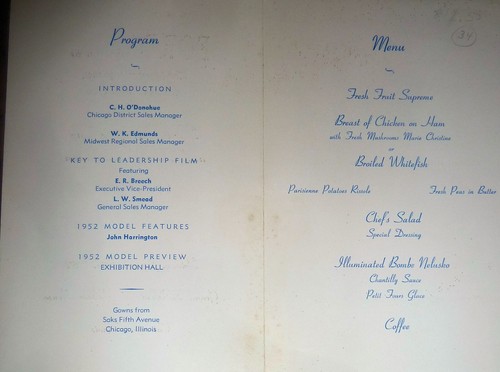 Program
INTRODUCTION
C. H. O'Donohue
Chicago District Sales Manager
W. K. Edmunds
Midwest Regional Sales Manager
KEY TO LEADERSHIP FILM
Featuring
E. R. Breech
Executive Vice-President
L. W. Smead
General Sales Manager
1952 MODEL FEATURES
John Harrington
1952 MODEL PREVIEW
EXHIBITION HALL
Gowns from
Saks Fifth Avenue
Chicago, Illinois
34
Menu
Fresh Fruit Supreme
Breast of Chicken on Ham
with Fresh Mushrooms Marie Christine
or
Broiled Whitefish
Parisienne Potatoes Rissole Fresh Peas in Butter
Chef's Salad
Special Dressing
Illuminated Bombe Nelusko
Chantilly Sauce
Petit Fours Glace
Coffee